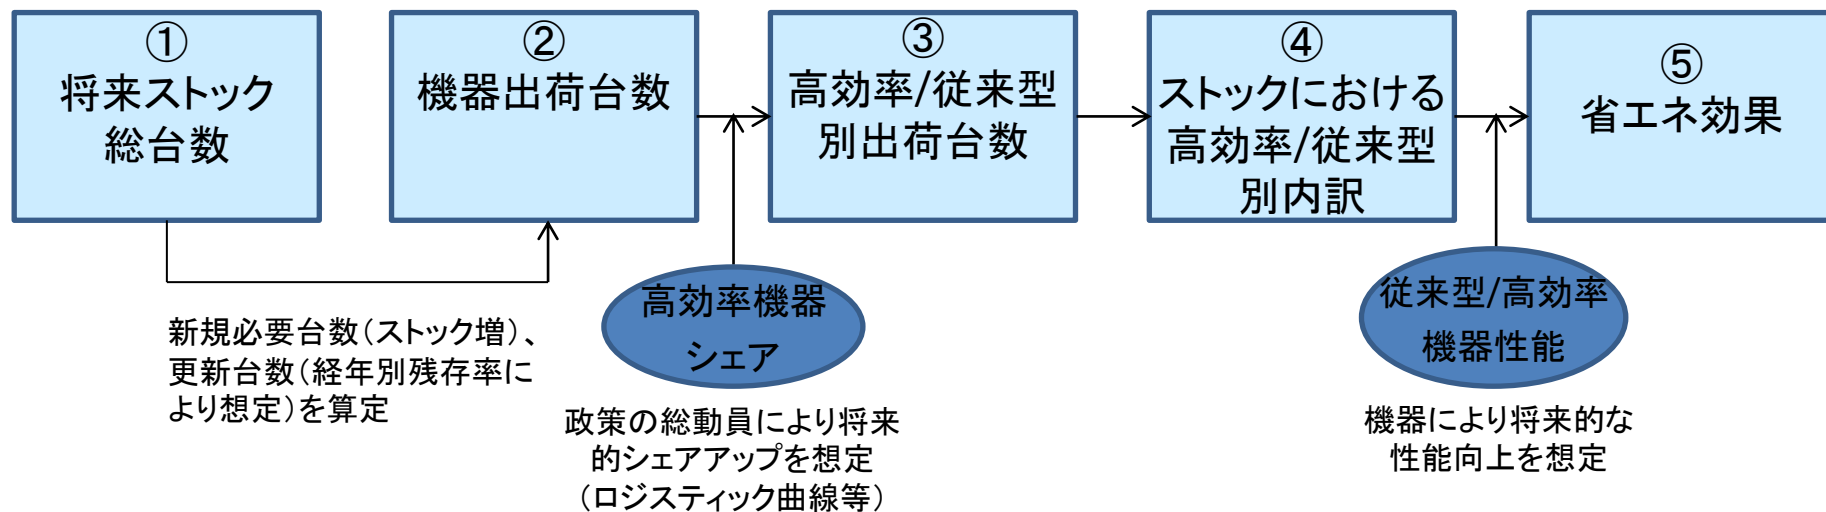 ①
将来ストック
総台数
②
機器出荷台数
③
高効率/従来型
別出荷台数
④
ストックにおける
高効率/従来型
別内訳
⑤
省エネ効果
新規必要台数(ストック増)、
更新台数(経年別残存率に
より想定)を算定
高効率機器
シェア
政策の総動員により将来
的シェアアップを想定
(ロジスティック曲線等)
従来型/高効率
機器性能
機器により将来的な
性能向上を想定